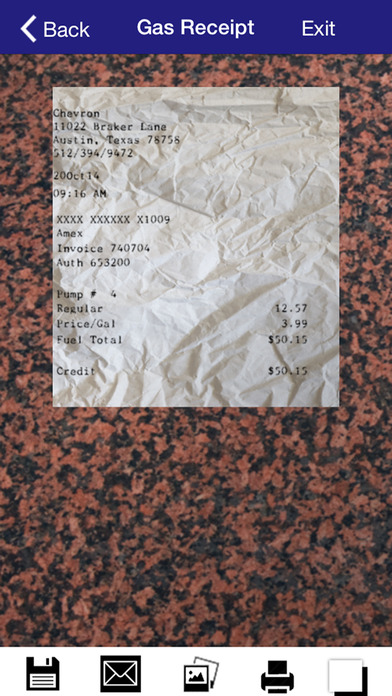 Back
Gas Receipt
Exit
Chevron
11022 Braker Lane
Austin, Texas 78758
512/394/9472
20Oct14
09:16 AM
XXXX XXXXXX X1009
Amex
Invoice 740704
Auth 653200
Pump # 4
Regular 12.57
Price/Gal 3.99
Fuel Total $50.15
Credit $50.15